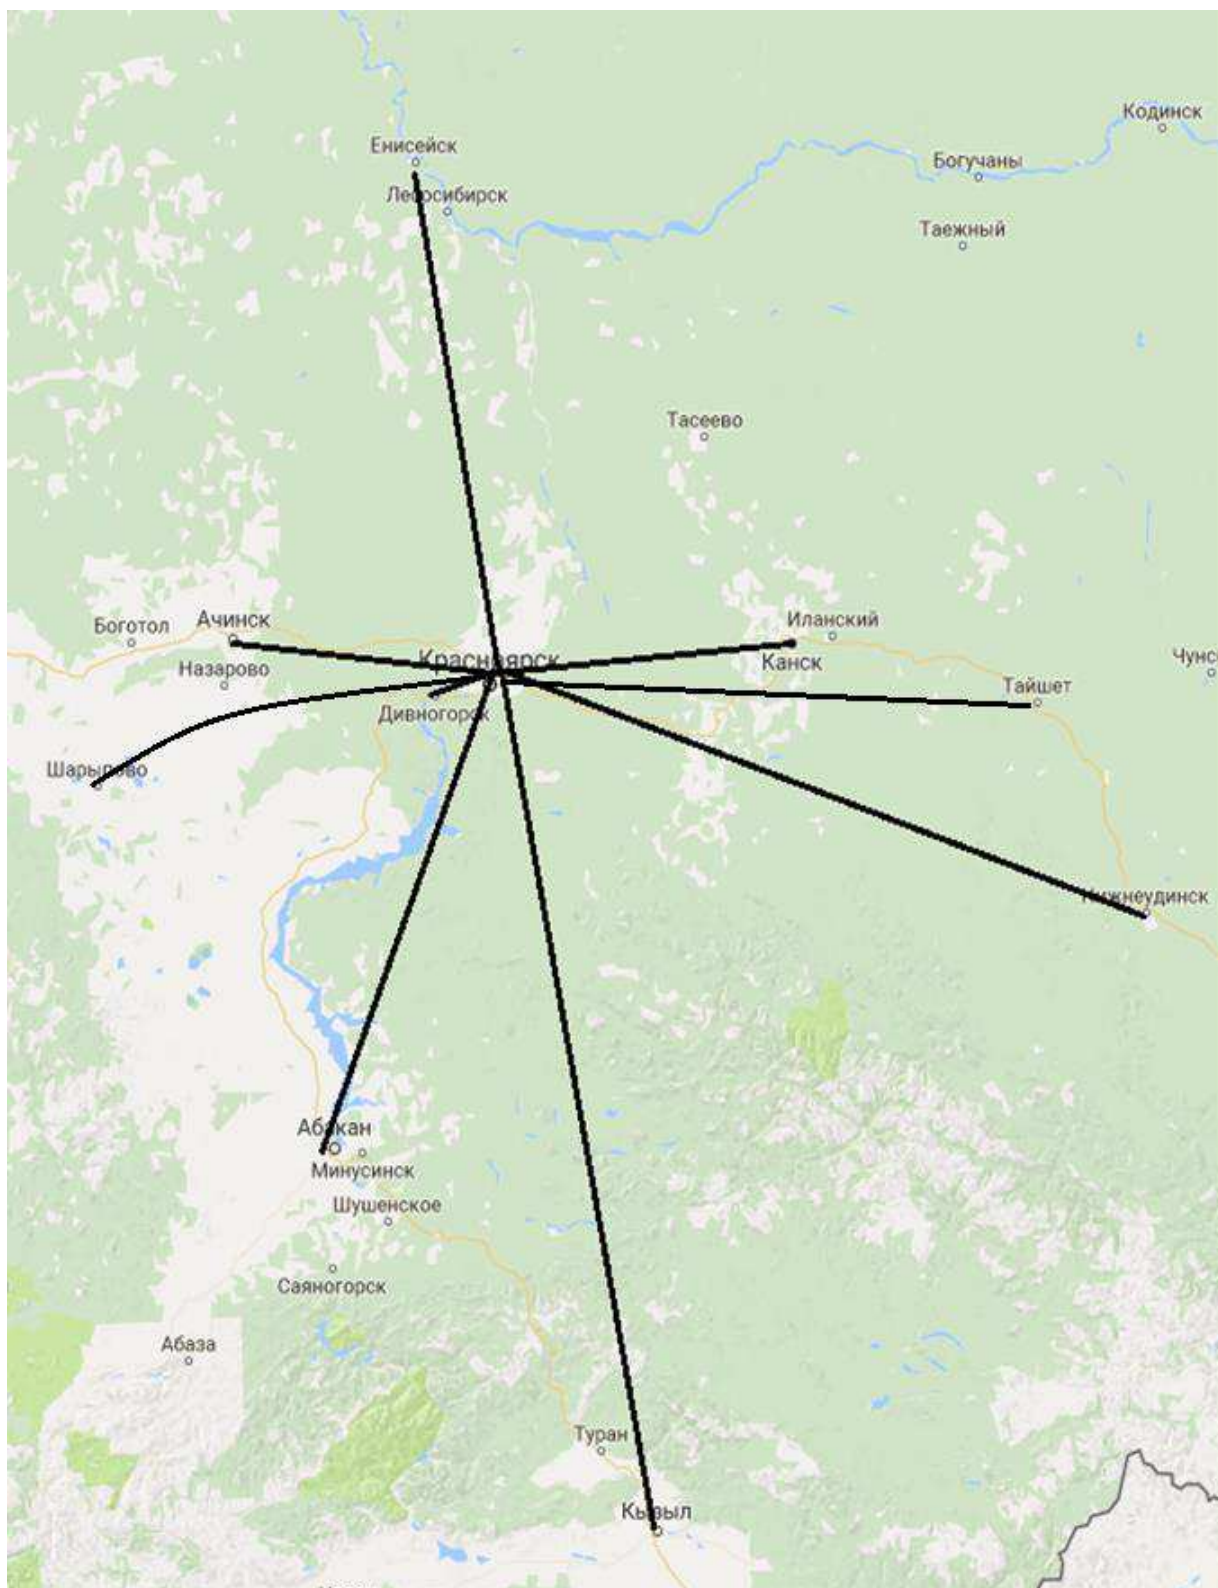 Кодинск
Енисейск
Богучаны
Лесосибирск
Таежный
Тасеево
Ачинск
Иланский
Боготол
Красноярск
Канск
Назарово
Тайшет
Дивногорск
Шарыпово
Нижнеудинск
Абакан
Минусинск
Шушенское
Саяногорск
Абаза
Туран
Кызыл